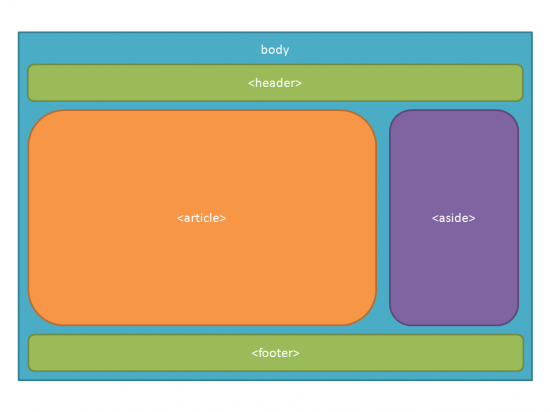 body
<header>
<article>
<aside>
<footer>